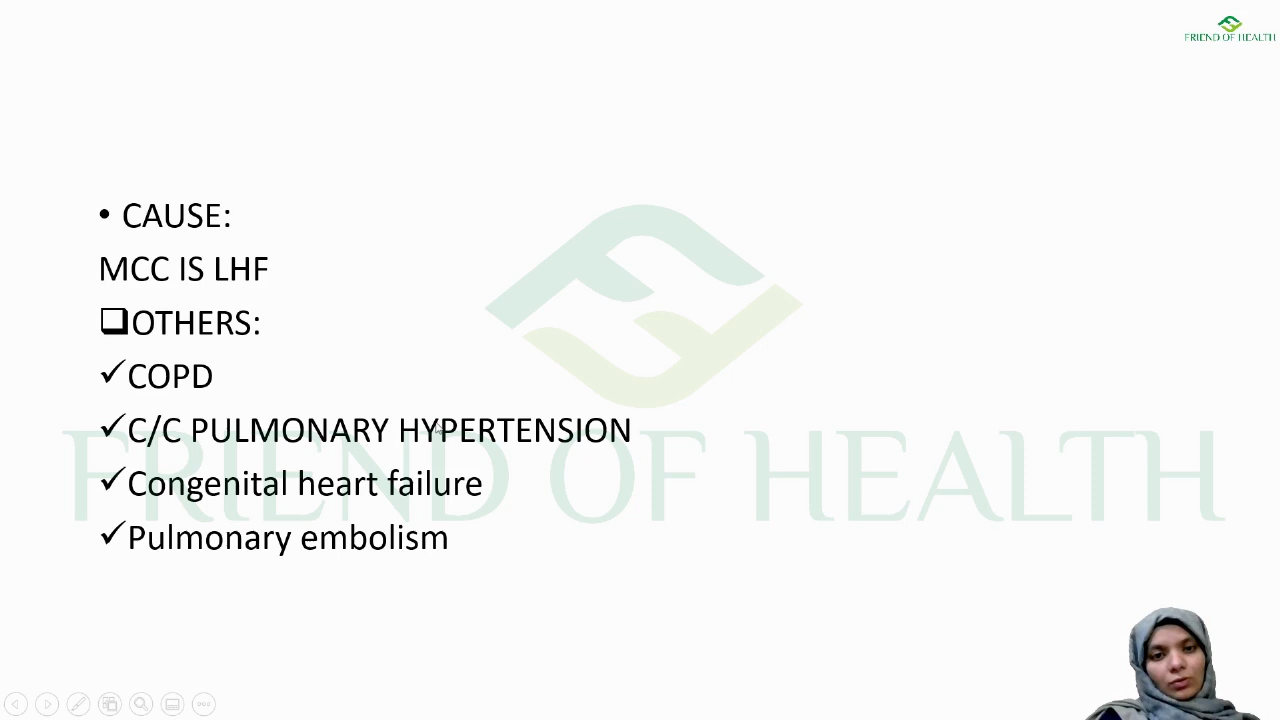 FRIEND OF HEALTH
• CAUSE:
MCC IS LHF
❑OTHERS:
✓COPD
✓C/C PULMONARY HYPERTENSION
✓Congenital heart failure
✓Pulmonary embolism
FRIEND OF HEALTH